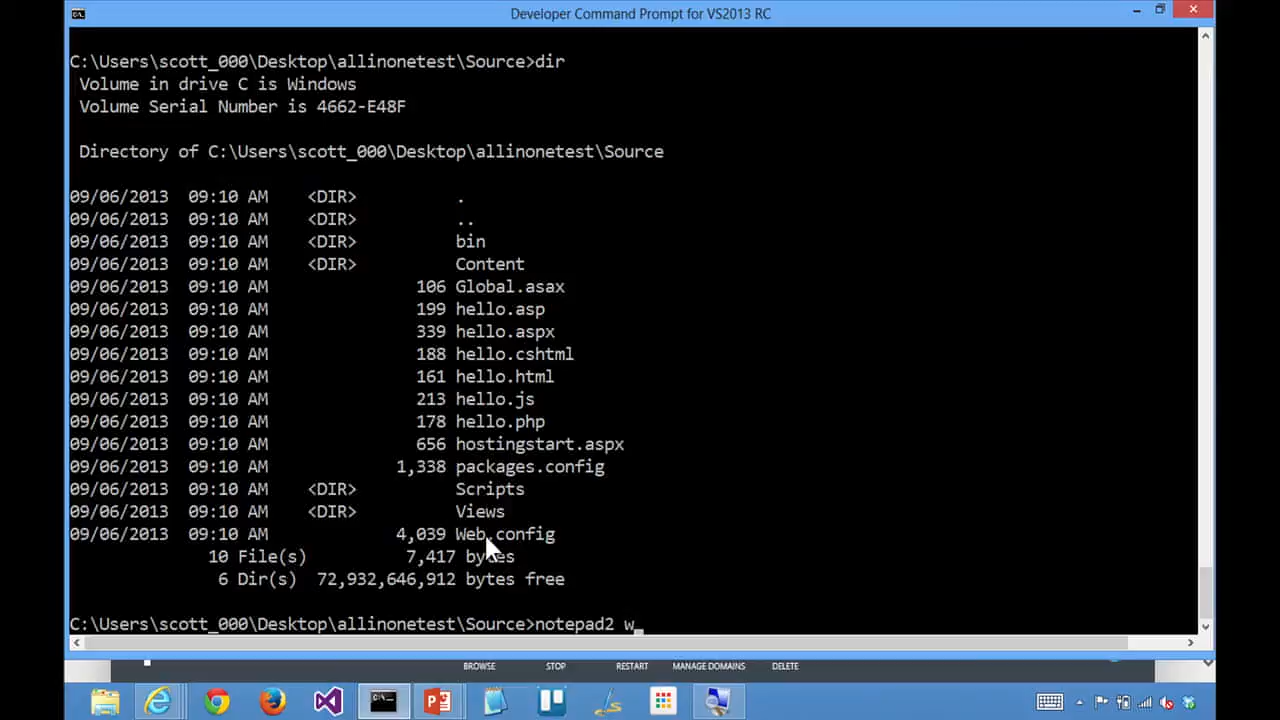 Developer Command Prompt for VS2013 RC
C:\Users\scott_000\Desktop\allinonetest\Source>dir
Volume in drive C is Windows
Volume Serial Number is 4662-E48F
Directory of C:\Users\scott_000\Desktop\allinonetest\Source
09/06/2013 09:10 AM <DIR> .
09/06/2013 09:10 AM <DIR> ..
09/06/2013 09:10 AM <DIR> bin
09/06/2013 09:10 AM <DIR> Content
09/06/2013 09:10 AM 106 Global.asax
09/06/2013 09:10 AM 199 hello.asp
09/06/2013 09:10 AM 339 hello.aspx
09/06/2013 09:10 AM 188 hello.cshtml
09/06/2013 09:10 AM 161 hello.html
09/06/2013 09:10 AM 213 hello.js
09/06/2013 09:10 AM 178 hello.php
09/06/2013 09:10 AM 656 hostingstart.aspx
09/06/2013 09:10 AM 1,338 packages.config
09/06/2013 09:10 AM <DIR> Scripts
09/06/2013 09:10 AM <DIR> Views
09/06/2013 09:10 AM 4,039 Web.config
10 File(s) 7,417 bytes
6 Dir(s) 72,932,646,912 bytes free
C:\Users\scott_000\Desktop\allinonetest\Source>notepad2 w_
BROWSE STOP RESTART MANAGE DOMAINS DELETE